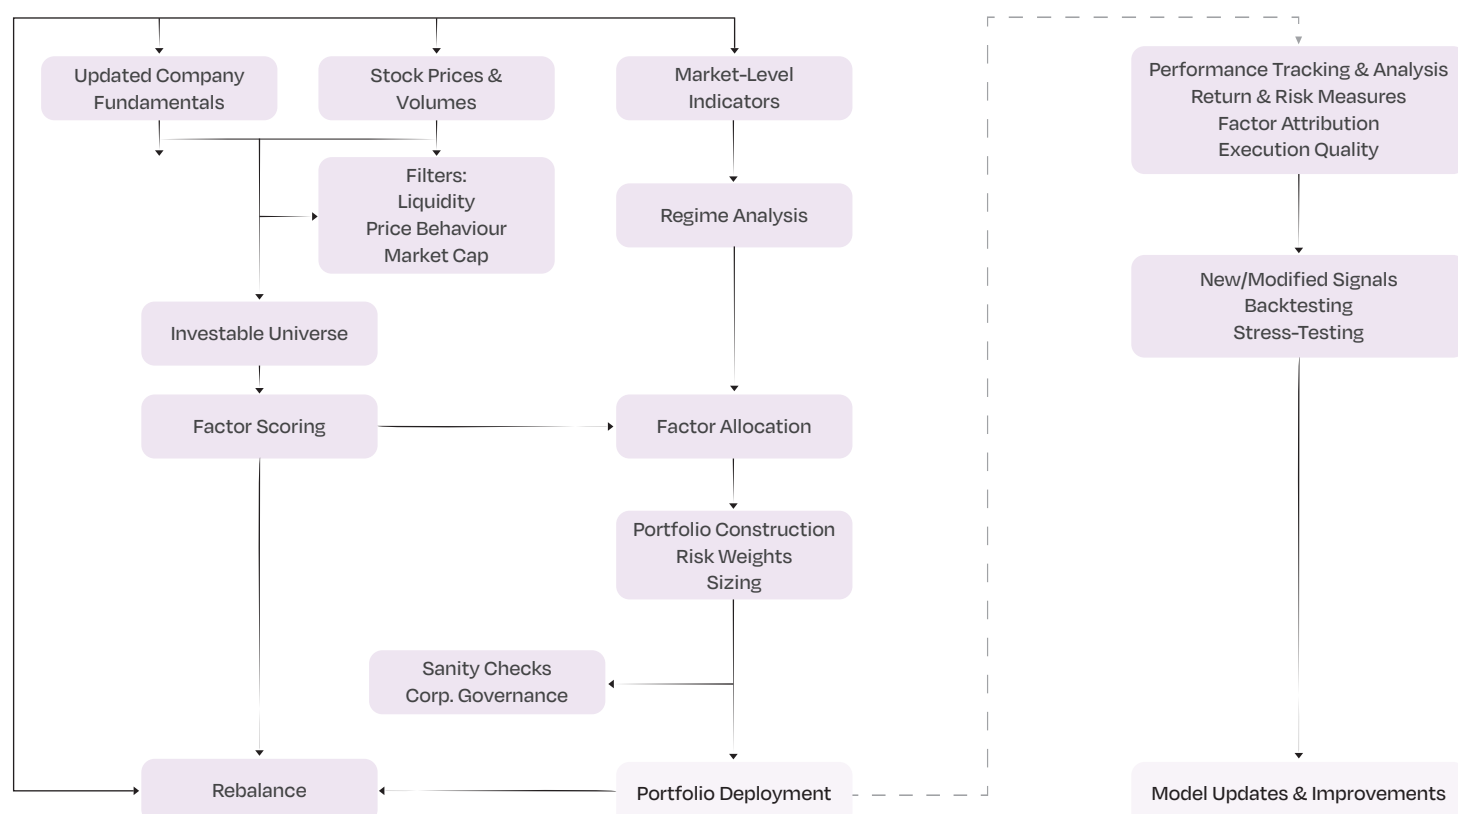 Updated Company
Fundamentals
Stock Prices &
Volumes
Market-Level
Indicators
Performance Tracking & Analysis
Return & Risk Measures
Factor Attribution
Execution Quality
Filters:
Liquidity
Price Behaviour
Market Cap
Regime Analysis
New/Modified Signals
Backtesting
Stress-Testing
Investable Universe
Factor Scoring
Factor Allocation
Portfolio Construction
Risk Weights
Sizing
Sanity Checks
Corp. Governance
Rebalance
Portfolio Deployment
Model Updates & Improvements